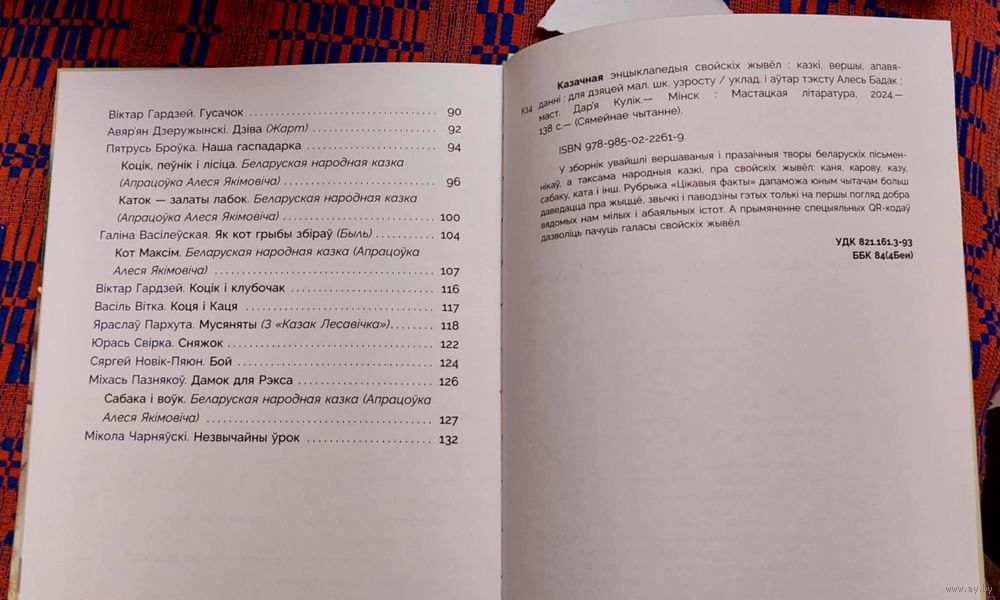 Віктар Гардзей. Гусачок 90
Авяр'ян Дзеружынскі. Дзіва (Жарт) 92
Пятрусь Броўка. Наша гаспадарка 94
Коцік, пеўнік і лісіца. Беларуская народная казка
(Апрацоўка Алеся Якімовіча) 96
Каток — залаты лабок. Беларуская народная казка
(Апрацоўка Алеся Якімовіча) 100
Галіна Васілеўская. Як кот грыбы збіраў (Быль) 104
Кот Максім. Беларуская народная казка (Апрацоўка
Алеся Якімовіча) 107
Віктар Гардзей. Коцік і клубочак 116
Васіль Вітка. Коця і Каця 117
Яраслаў Пархута. Мусяняты (З «Казак Лесавічка») 118
Юрась Свірка. Сняжок 122
Сяргей Новік-Пяюн. Бой 124
Міхась Пазнякоў. Дамок для Рэкса 126
Сабака і воўк. Беларуская народная казка (Апрацоўка
Алеся Якімовіча) 127
Мікола Чарняўскі. Незвычайны ўрок 132
Казачная энцыклапедыя свойскіх жывёл : казкі, вершы, апавя-
К14 данні : для дзяцей мал. шк. узросту / уклад. і аўтар тэксту Алесь Бадак ;
маст. Дар'я Кулік.— Мінск : Мастацкая літаратура, 2024.—
138 с.— (Сямейнае чытанне).
ISBN 978-985-02-2261-9.
У зборнік увайшлі вершаваныя і празаічныя творы беларускіх пісьмен-
нікаў, а таксама народныя казкі, пра свойскіх жывёл: каня, карову, казу,
сабаку, ката і інш. Рубрыка «Цікавыя факты» дапаможа юным чытачам больш
даведацца пра жыццё, звычкі і паводзіны гэтых толькі на першы погляд добра
вядомых нам мілых і абаяльных істот. А прымяненне спецыяльных QR-кодаў
дазволіць пачуць галасы свойскіх жывёл.
УДК 821.161.3-93
ББК 84(4Беи)
www.ay.by